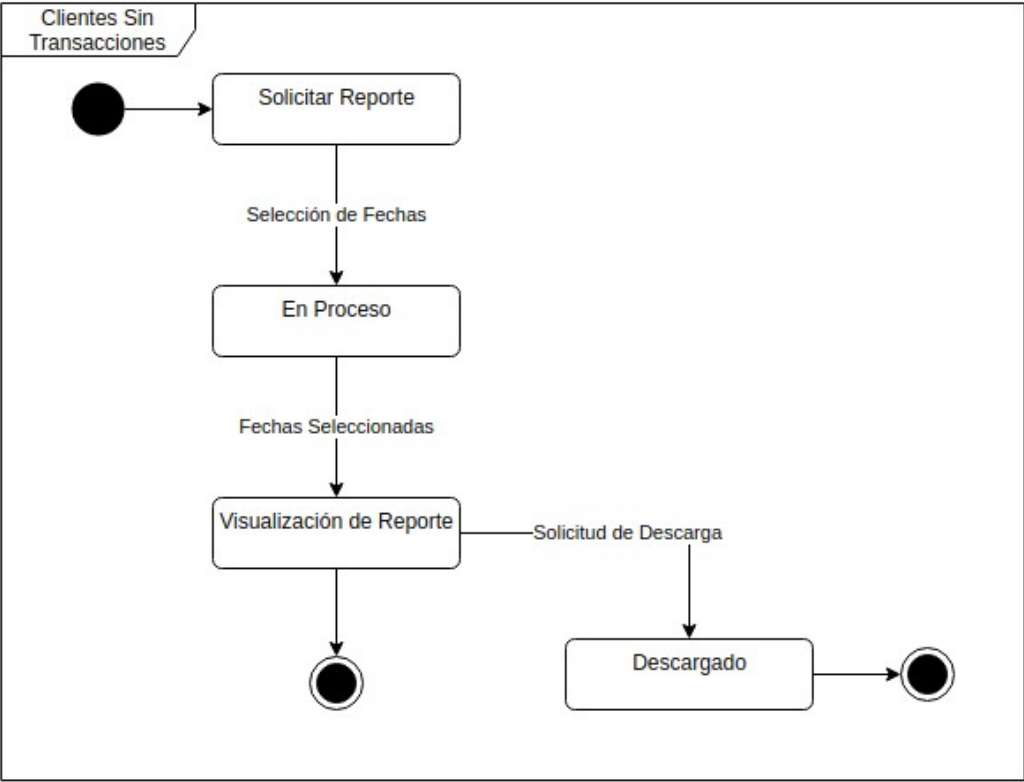 Clientes Sin
Transacciones
Solicitar Reporte
Selección de Fechas
En Proceso
Fechas Seleccionadas
Visualización de Reporte
Solicitud de Descarga
Descargado